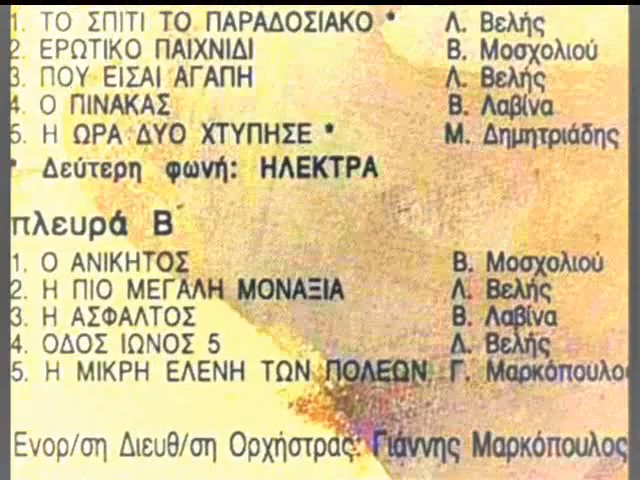 1. ΤΟ ΣΠΙΤΙ ΤΟ ΠΑΡΑΔΟΣΙΑΚΟ * Λ. Βελής
2. ΕΡΩΤΙΚΟ ΠΑΙΧΝΙΔΙ Β. Μοσχολιού
3. ΠΟΥ ΕΙΣΑΙ ΑΓΑΠΗ Λ. Βελής
4. Ο ΠΙΝΑΚΑΣ Β. Λαβίνα
5. Η ΩΡΑ ΔΥΟ ΧΤΥΠΗΣΕ * Μ. Δημητριάδης
* Δεύτερη φωνή: ΗΛΕΚΤΡΑ
πλευρά Β΄
1. Ο ΑΝΙΚΗΤΟΣ Β. Μοσχολιού
2. Η ΠΙΟ ΜΕΓΑΛΗ ΜΟΝΑΞΙΑ Λ. Βελής
3. Η ΑΣΦΑΛΤΟΣ Β. Λαβίνα
4. ΟΔΟΣ ΙΩΝΟΣ 5 Λ. Βελής
5. Η ΜΙΚΡΗ ΕΛΕΝΗ ΤΩΝ ΠΟΛΕΩΝ Γ. Μαρκόπουλο
Ενορ/ση Διευθ/ση Ορχήστρας: Γιάννης Μαρκόπουλος